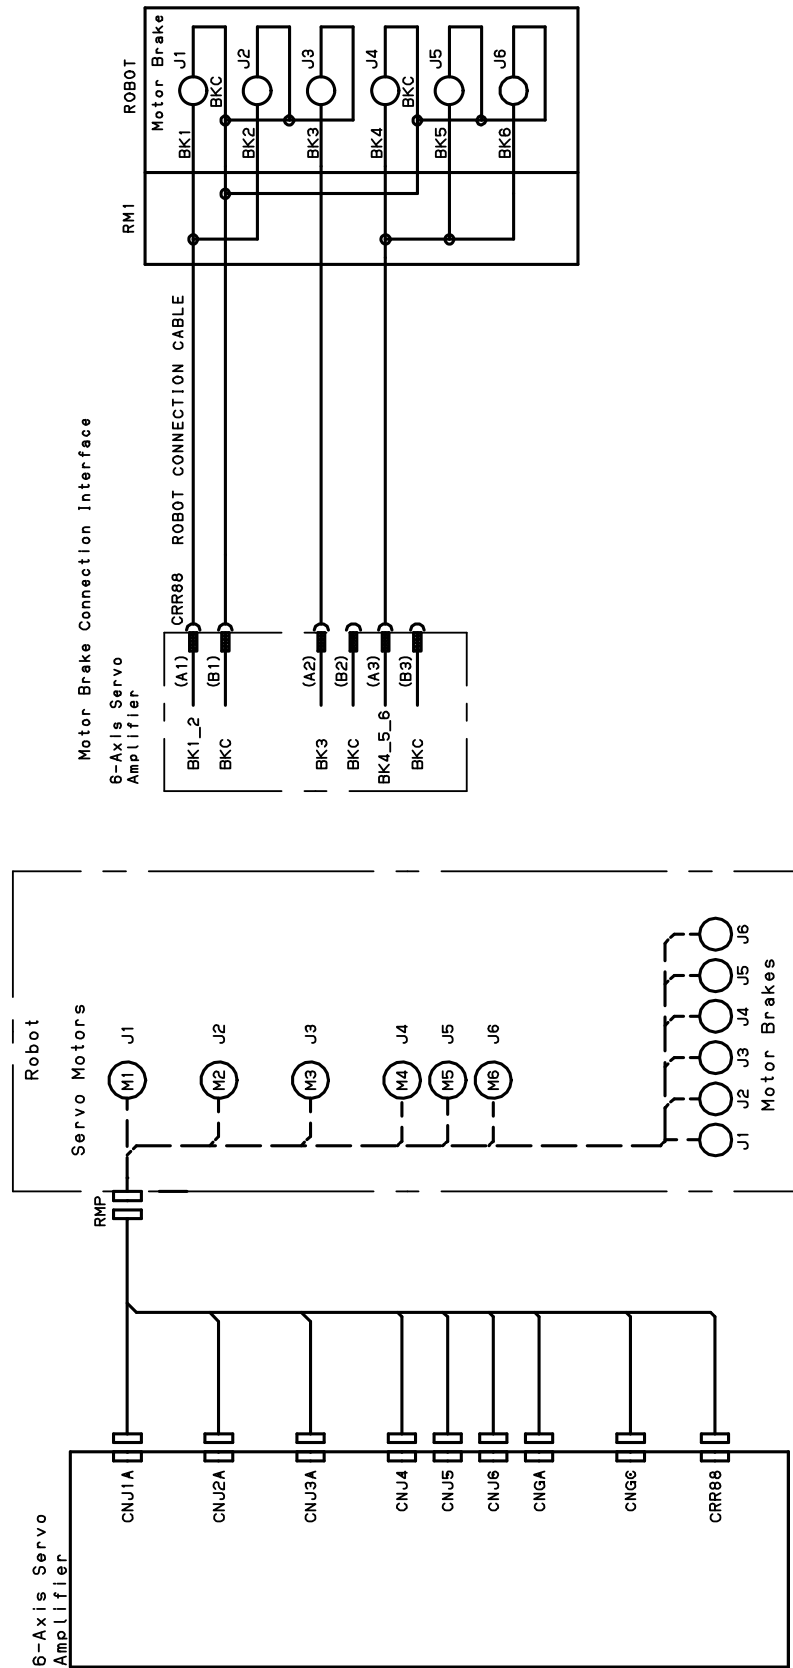 6-Axis Servo
Amplifier
CNJ1A
CNJ2A
CNJ3A
CNJ4
CNJ5
CNJ6
CNGA
CNGC
CRR88
RMP
Robot
Servo Motors
M1
J1
M2
J2
M3
J3
M4
J4
M5
J5
M6
J6
J1
J2
J3
J4
J5
J6
Motor Brakes
Motor Brake Connection Interface
6-Axis Servo
Amplifier
BK1_2
(A1)
BKC
(B1)
BK3
(A2)
BKC
(B2)
BK4_5_6
(A3)
BKC
(B3)
CRR88
ROBOT CONNECTION CABLE
RM1
ROBOT
Motor Brake
BK1
J1
BKC
BK2
J2
BK3
J3
BK4
J4
BKC
BK5
J5
BK6
J6